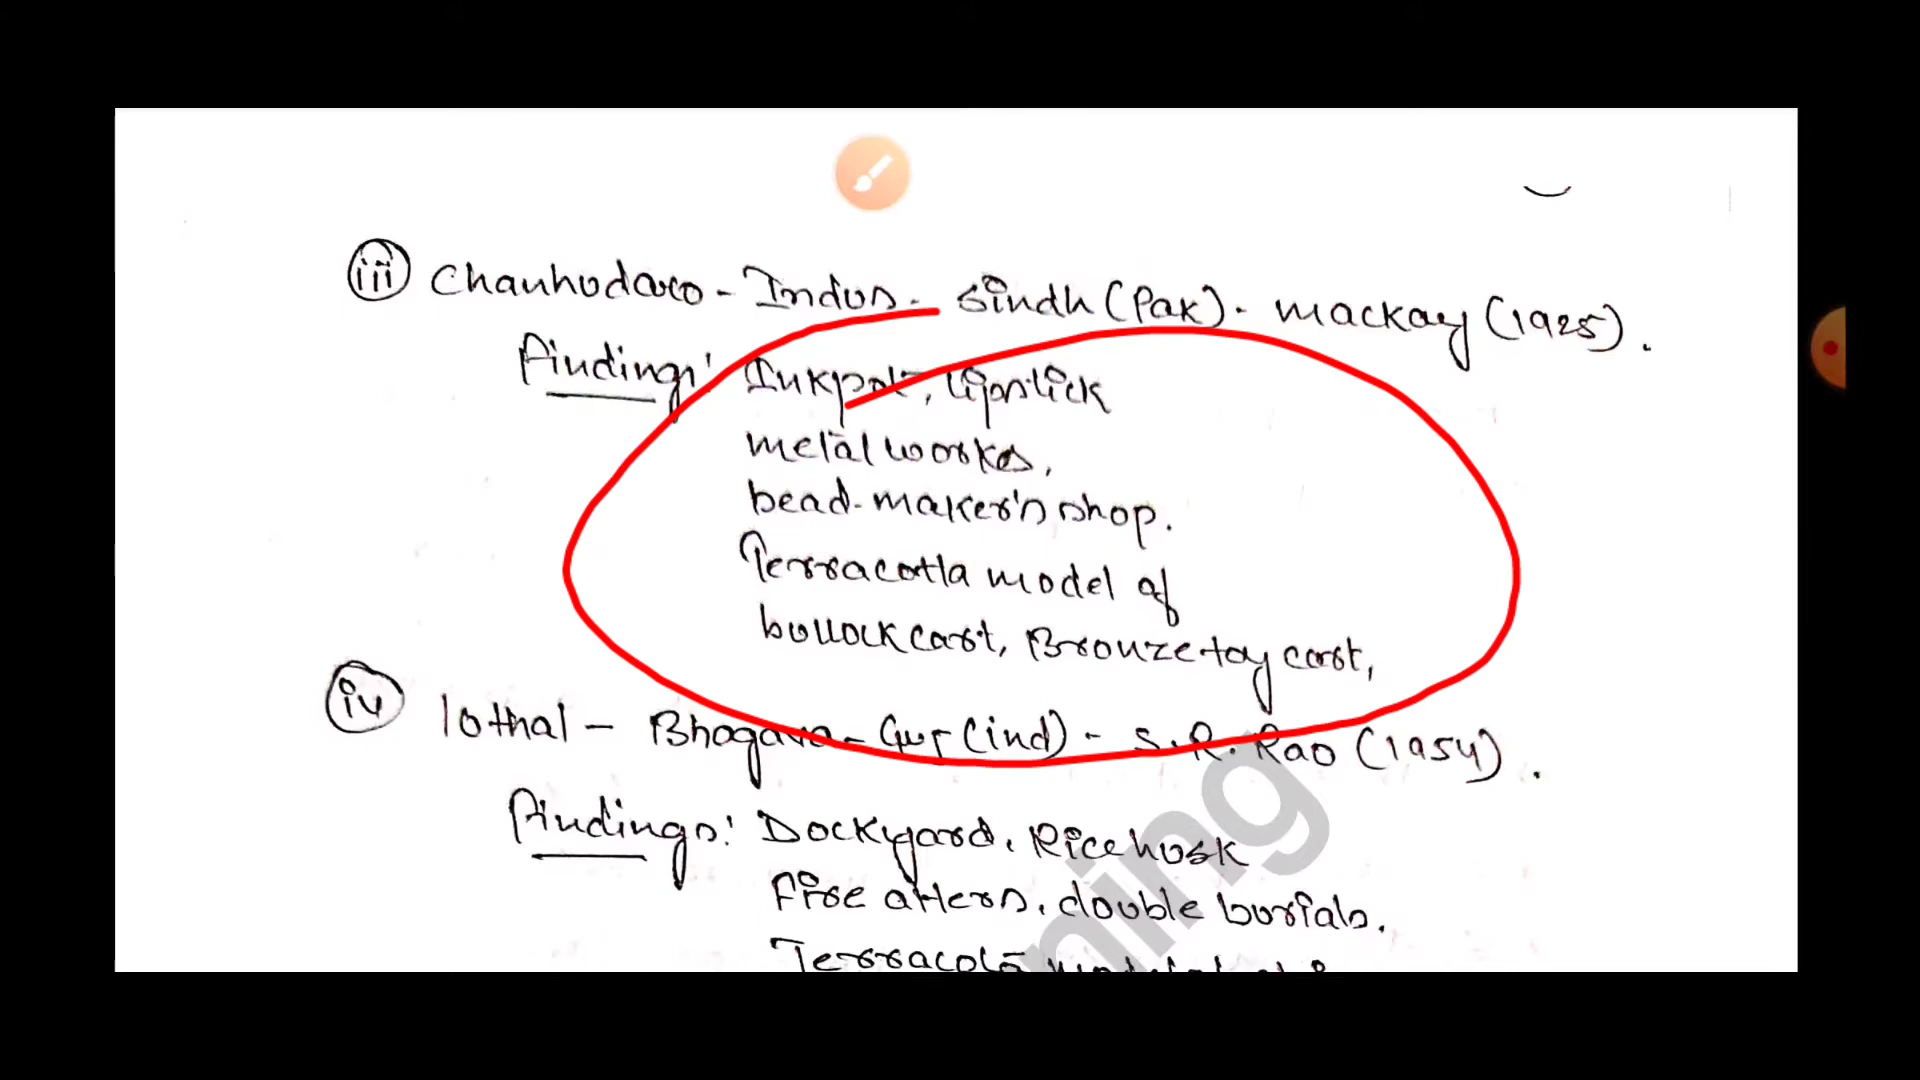 iii Chanhudaro - Indus - Sindh (Pak). Mackay (1925).
Findings: Inkpot, Lipstick
metal works,
bead-maker's shop.
Terracotta model of
bullock cart, Bronze toy cart,
iv lothal - Bhogava - Guj (ind) - S.R. Rao (1954).
Findings: Dockyard, Rice husk
Fire alters, double burials.
Terracota
ning